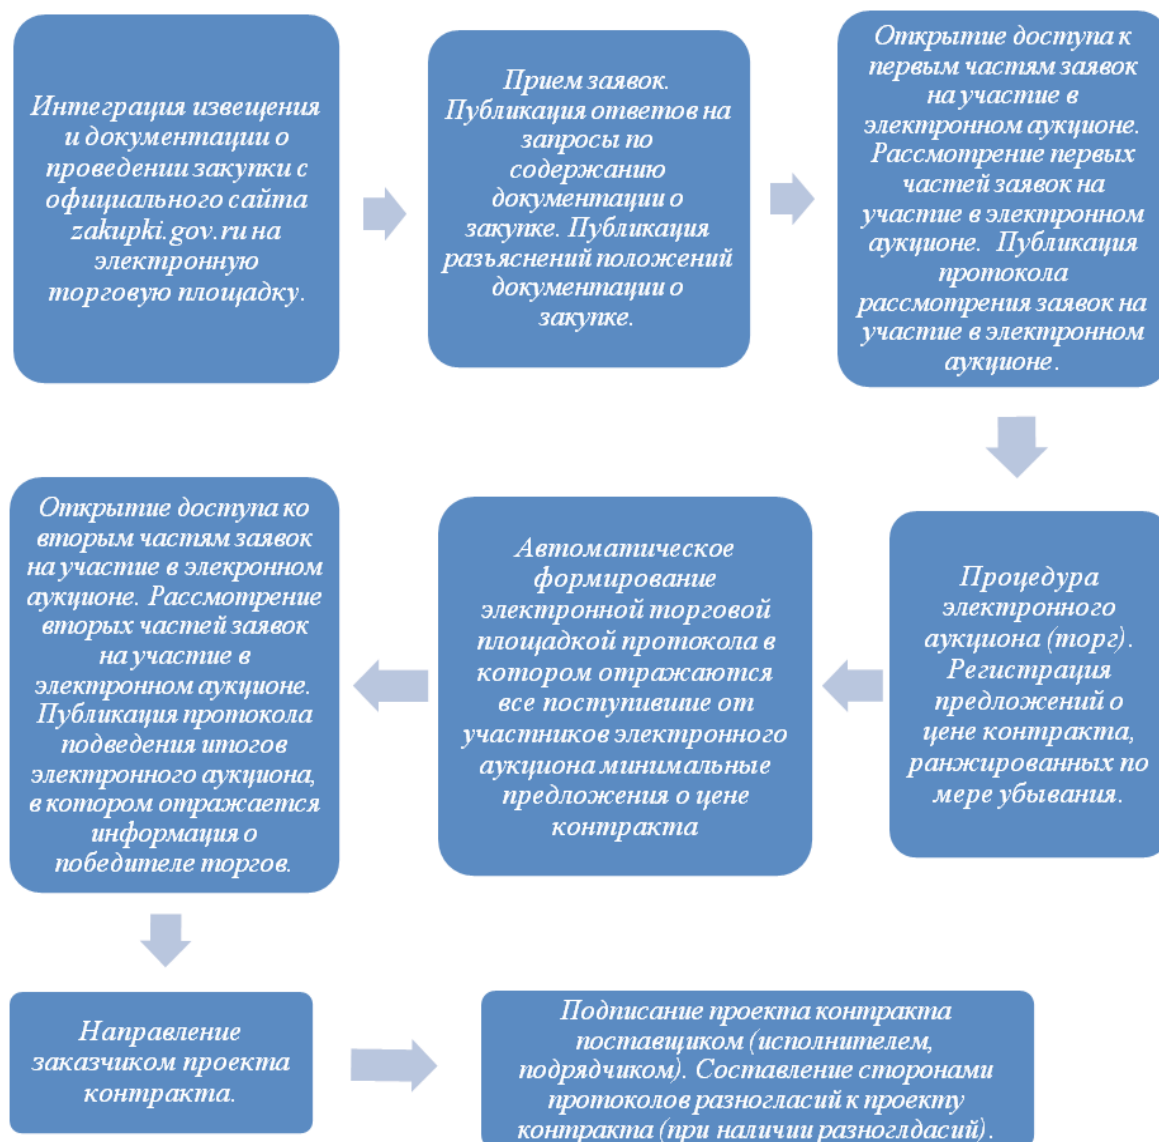 Интеграция извещения
и документации о
проведении закупки с
официального сайта
zakupki.gov.ru на
электронную
торговую площадку.
Прием заявок.
Публикация ответов на
запросы по
содержанию
документации о
закупке. Публикация
разъяснений положений
документации о
закупке.
Открытие доступа к
первым частям заявок
на участие в
электронном аукционе.
Рассмотрение первых
частей заявок на
участие в электронном
аукционе. Публикация
протокола
рассмотрения заявок на
участие в электронном
аукционе.
Процедура
электронного
аукциона (торг).
Регистрация
предложений о
цене контракта,
ранжированных по
мере убывания.
Автоматическое
формирование
электронной торговой
площадкой протокола в
котором отражаются
все поступившие от
участников электронного
аукциона минимальные
предложения о цене
контракта
Открытие доступа ко
вторым частям заявок
на участие в элекронном
аукционе. Рассмотрение
вторых частей заявок
на участие в
электронном аукционе.
Публикация протокола
подведения итогов
электронного аукциона,
в котором отражается
информация о
победителе торгов.
Направление
заказчиком проекта
контракта.
Подписание проекта контракта
поставщиком (исполнителем,
подрядчиком). Составление сторонами
протоколов разногласий к проекту
контракта (при наличии разноглдасий).